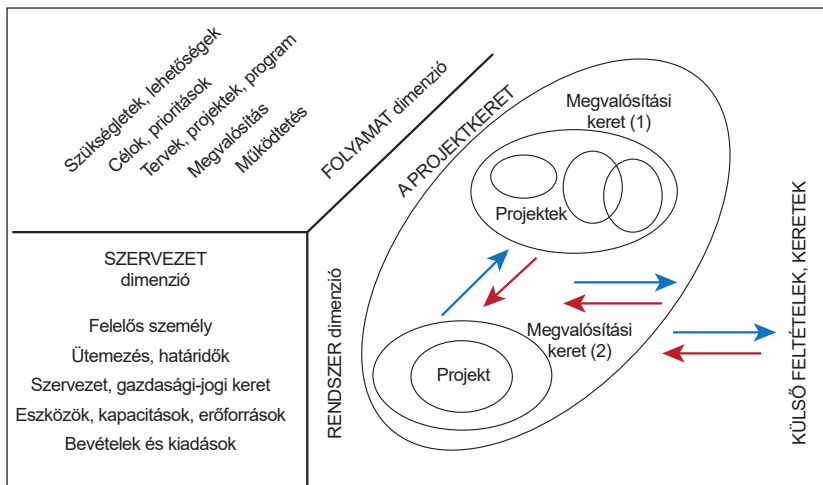 Szükségletek, lehetőségek
Célok, prioritások
Tervek, projektek, program
Megvalósítás
Működtetés
FOLYAMAT dimenzió
SZERVEZET
dimenzió
Felelős személy
Ütemezés, határidők
Szervezet, gazdasági-jogi keret
Eszközök, kapacitások, erőforrások
Bevételek és kiadások
RENDSZER dimenzió
A PROJEKTKERET
Megvalósítási
keret (1)
Projektek
Megvalósítási
keret (2)
Projekt
KÜLSŐ FELTÉTELEK, KERETEK